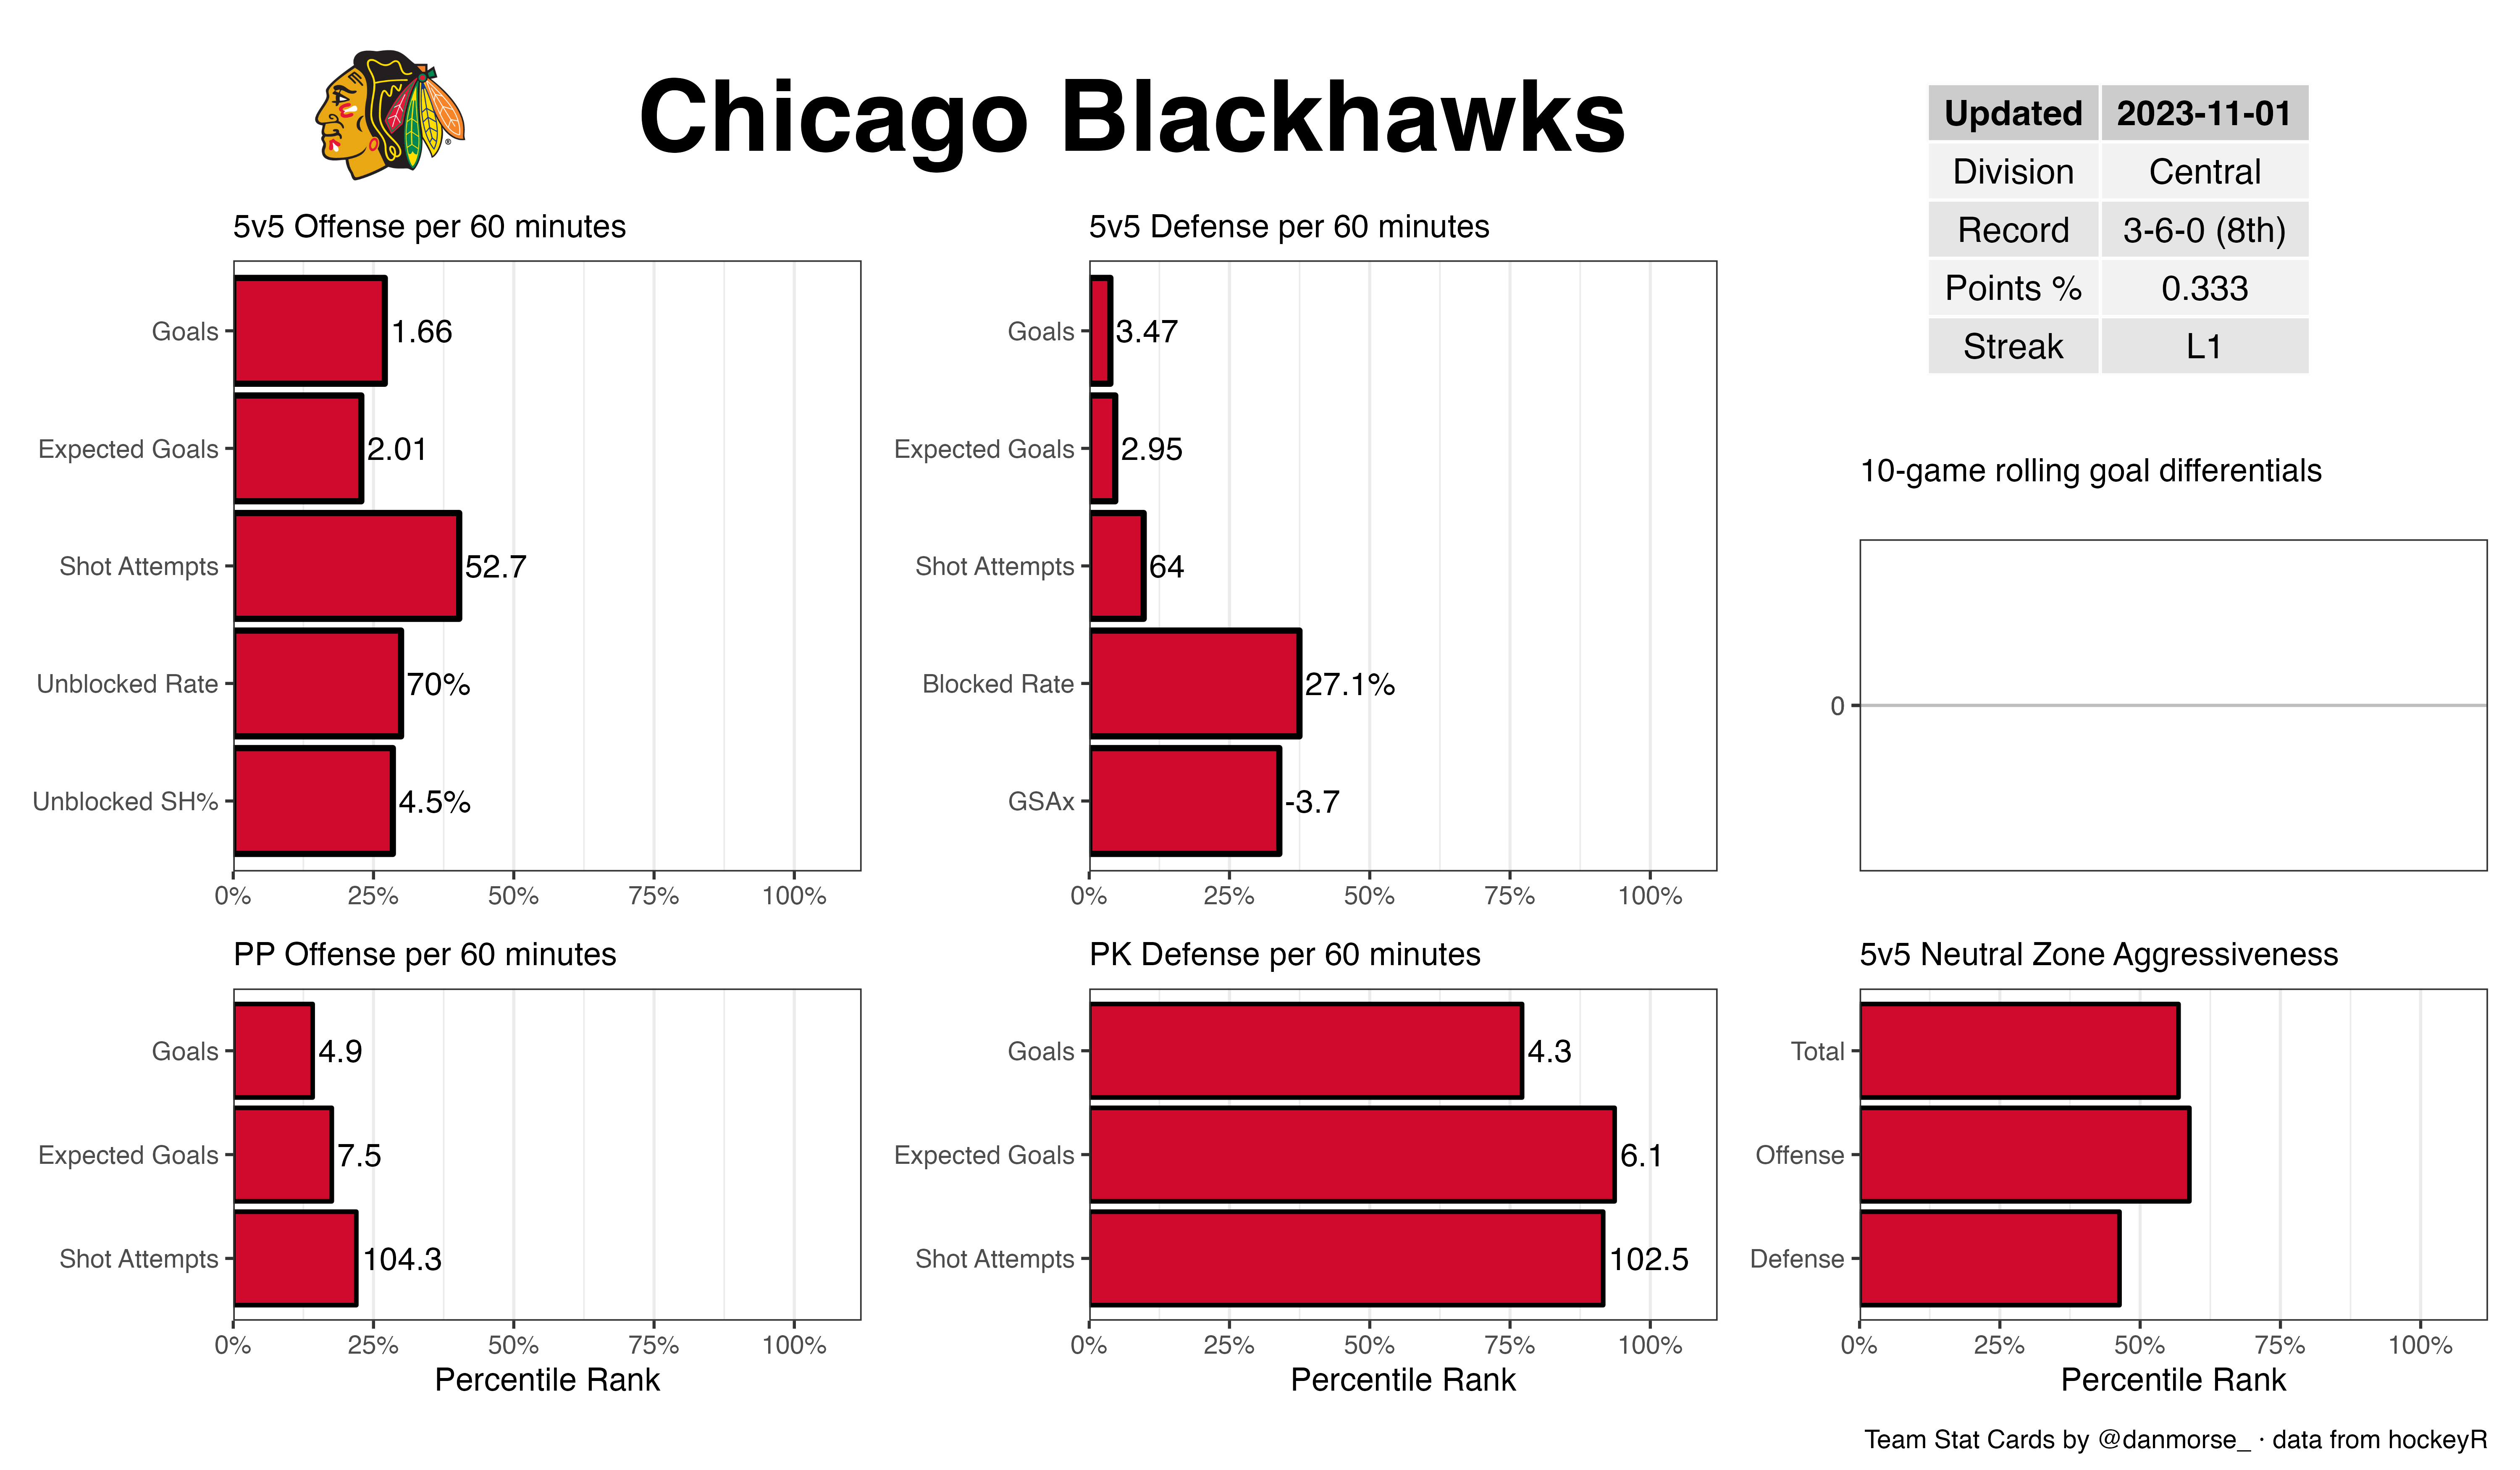 Chicago Blackhawks
Updated 2023-11-01
Division Central
Record 3-6-0 (8th)
Points % 0.333
Streak L1
5v5 Offense per 60 minutes
Goals 1.66
Expected Goals 2.01
Shot Attempts 52.7
Unblocked Rate 70%
Unblocked SH% 4.5%
0% 25% 50% 75% 100%
5v5 Defense per 60 minutes
Goals 3.47
Expected Goals 2.95
Shot Attempts 64
Blocked Rate 27.1%
GSAx -3.7
0% 25% 50% 75% 100%
10-game rolling goal differentials
0
PP Offense per 60 minutes
Goals 4.9
Expected Goals 7.5
Shot Attempts 104.3
0% 25% 50% 75% 100%
Percentile Rank
PK Defense per 60 minutes
Goals 4.3
Expected Goals 6.1
Shot Attempts 102.5
0% 25% 50% 75% 100%
Percentile Rank
5v5 Neutral Zone Aggressiveness
Total
Offense
Defense
0% 25% 50% 75% 100%
Percentile Rank
Team Stat Cards by @danmorse_ · data from hockeyR